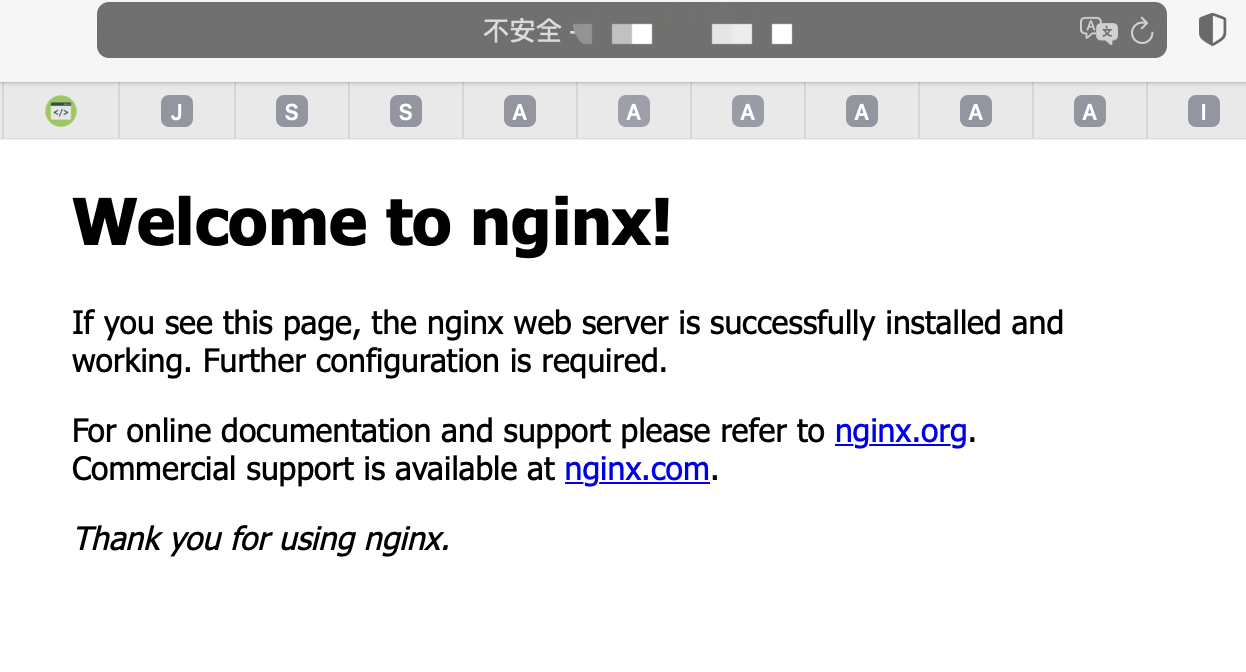 不安全 -
J S S A A A A A A I
Welcome to nginx!
If you see this page, the nginx web server is successfully installed and
working. Further configuration is required.
For online documentation and support please refer to nginx.org.
Commercial support is available at nginx.com.
Thank you for using nginx.